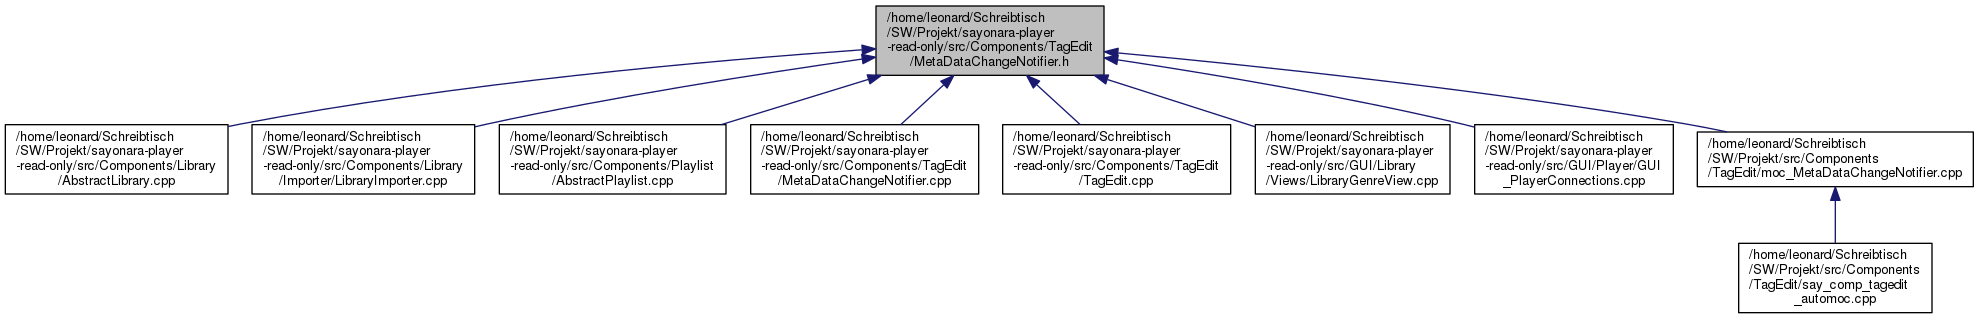 /home/leonard/Schreibtisch
/SW/Projekt/sayonara-player
-read-only/src/Components/TagEdit
/MetaDataChangeNotifier.h
/home/leonard/Schreibtisch
/SW/Projekt/sayonara-player
-read-only/src/Components/Library
/AbstractLibrary.cpp
/home/leonard/Schreibtisch
/SW/Projekt/sayonara-player
-read-only/src/Components/Library
/Importer/LibraryImporter.cpp
/home/leonard/Schreibtisch
/SW/Projekt/sayonara-player
-read-only/src/Components/Playlist
/AbstractPlaylist.cpp
/home/leonard/Schreibtisch
/SW/Projekt/sayonara-player
-read-only/src/Components/TagEdit
/MetaDataChangeNotifier.cpp
/home/leonard/Schreibtisch
/SW/Projekt/sayonara-player
-read-only/src/Components/TagEdit
/TagEdit.cpp
/home/leonard/Schreibtisch
/SW/Projekt/sayonara-player
-read-only/src/GUI/Library
/Views/LibraryGenreView.cpp
/home/leonard/Schreibtisch
/SW/Projekt/sayonara-player
-read-only/src/GUI/Player/GUI
_PlayerConnections.cpp
/home/leonard/Schreibtisch
/SW/Projekt/src/Components
/TagEdit/moc_MetaDataChangeNotifier.cpp
/home/leonard/Schreibtisch
/SW/Projekt/src/Components
/TagEdit/say_comp_tagedit
_automoc.cpp